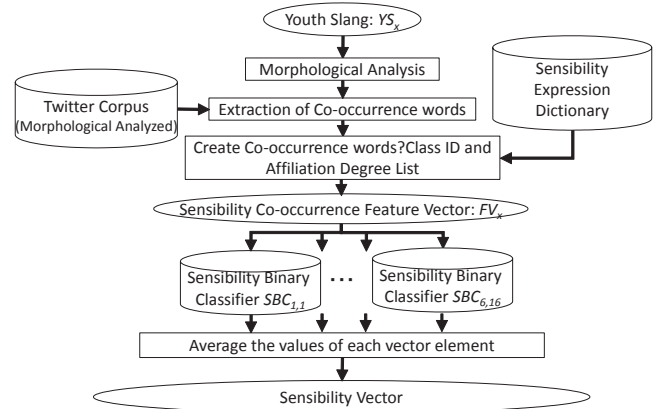 Youth Slang: YSx
Morphological Analysis
Twitter Corpus
(Morphological Analyzed)
Extraction of Co-occurrence words
Sensibility
Expression
Dictionary
Create Co-occurrence words?Class ID and
Affiliation Degree List
Sensibility Co-occurrence Feature Vector: FVx
Sensibility Binary
Classifier SBC1,1
...
Sensibility Binary
Classifier SBC6,16
Average the values of each vector element
Sensibility Vector